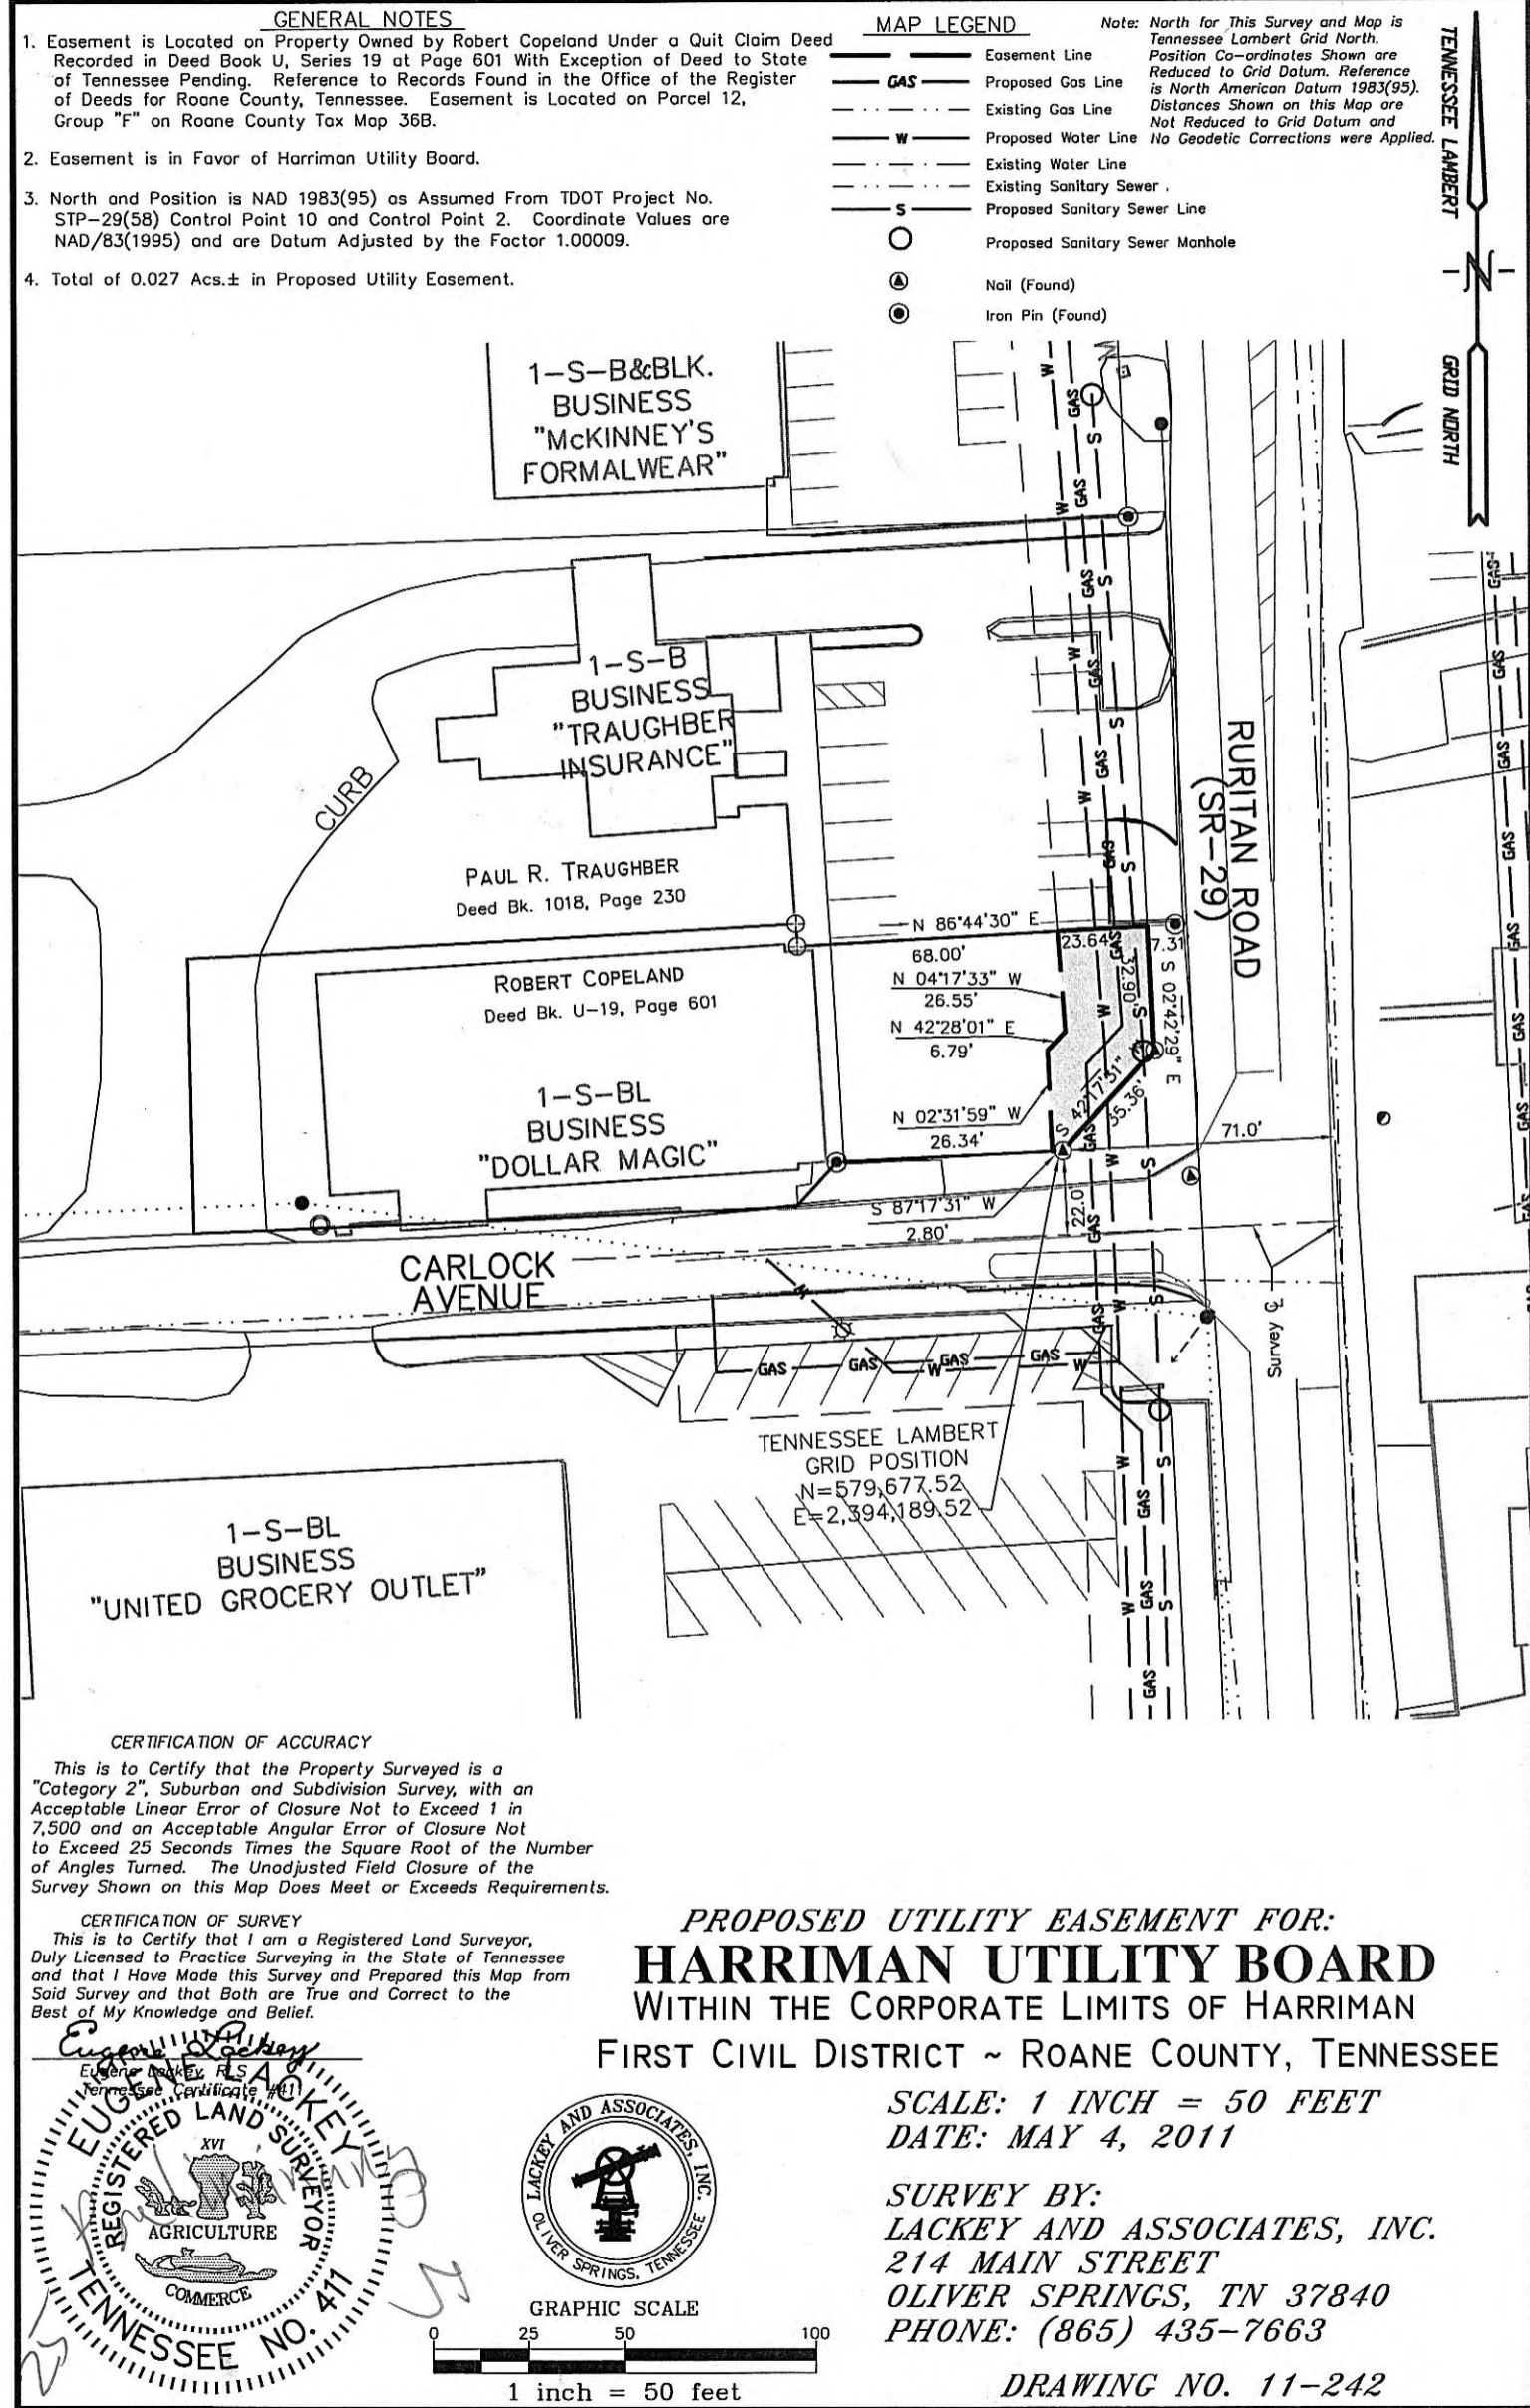 GENERAL NOTES
1. Easement is Located on Property Owned by Robert Copeland Under a Quit Claim Deed
Recorded in Deed Book U, Series 19 at Page 601 With Exception of Deed to State
of Tennessee Pending. Reference to Records Found in the Office of the Register
of Deeds for Roane County, Tennessee. Easement is Located on Parcel 12,
Group "F" on Roane County Tax Map 36B.
2. Easement is in Favor of Harriman Utility Board.
3. North and Position is NAD 1983(95) as Assumed From TDOT Project No.
STP-29(58) Control Point 10 and Control Point 2. Coordinate Values are
NAD/83(1995) and are Datum Adjusted by the Factor 1.00009.
4. Total of 0.027 Acs.± in Proposed Utility Easement.
MAP LEGEND
Easement Line
GAS Proposed Gas Line
Existing Gas Line
W Proposed Water Line
Existing Water Line
Existing Sanitary Sewer .
S Proposed Sanitary Sewer Line
Proposed Sanitary Sewer Manhole
Nail (Found)
Iron Pin (Found)
Note: North for This Survey and Map is
Tennessee Lambert Grid North.
Position Co-ordinates Shown are
Reduced to Grid Datum. Reference
is North American Datum 1983(95).
Distances Shown on this Map are
Not Reduced to Grid Datum and
No Geodetic Corrections were Applied.
TENNESSEE LAMBERT
-N-
GRID NORTH
1-S-B&BLK.
BUSINESS
"McKINNEY'S
FORMALWEAR"
1-S-B
BUSINESS
"TRAUGHBER
INSURANCE"
CURB
PAUL R. TRAUGHBER
Deed Bk. 1018, Page 230
RURITAN ROAD
(SR-29)
N 86°44'30" E
68.00'
23.64
7.31
N 04°17'33" W
26.55'
N 42°28'01" E
6.79'
32.90
S 02°42'29" E
ROBERT COPELAND
Deed Bk. U-19, Page 601
1-S-BL
BUSINESS
"DOLLAR MAGIC"
N 02°31'59" W
26.34'
S 42°17'31"
35.36'
71.0'
S 87°17'31" W
2.80'
22.0
CARLOCK
AVENUE
Survey
GAS GAS W GAS GAS W
TENNESSEE LAMBERT
GRID POSITION
N=579,677.52
E=2,394,189.52
1-S-BL
BUSINESS
"UNITED GROCERY OUTLET"
CERTIFICATION OF ACCURACY
This is to Certify that the Property Surveyed is a
"Category 2", Suburban and Subdivision Survey, with an
Acceptable Linear Error of Closure Not to Exceed 1 in
7,500 and an Acceptable Angular Error of Closure Not
to Exceed 25 Seconds Times the Square Root of the Number
of Angles Turned. The Unadjusted Field Closure of the
Survey Shown on this Map Does Meet or Exceeds Requirements.
CERTIFICATION OF SURVEY
This is to Certify that I am a Registered Land Surveyor,
Duly Licensed to Practice Surveying in the State of Tennessee
and that I Have Made this Survey and Prepared this Map from
Said Survey and that Both are True and Correct to the
Best of My Knowledge and Belief.
Eugene Lackey
Eugene Lackey, RLS
Tennessee Certificate #411
EUGENE LACKEY
REGISTERED LAND SURVEYOR
XVI
AGRICULTURE
COMMERCE
TENNESSEE NO. 411
LACKEY AND ASSOCIATES, INC.
OLIVER SPRINGS, TENNESSEE
GRAPHIC SCALE
0 25 50 100
1 inch = 50 feet
PROPOSED UTILITY EASEMENT FOR:
HARRIMAN UTILITY BOARD
WITHIN THE CORPORATE LIMITS OF HARRIMAN
FIRST CIVIL DISTRICT ~ ROANE COUNTY, TENNESSEE
SCALE: 1 INCH = 50 FEET
DATE: MAY 4, 2011
SURVEY BY:
LACKEY AND ASSOCIATES, INC.
214 MAIN STREET
OLIVER SPRINGS, TN 37840
PHONE: (865) 435-7663
DRAWING NO. 11-242